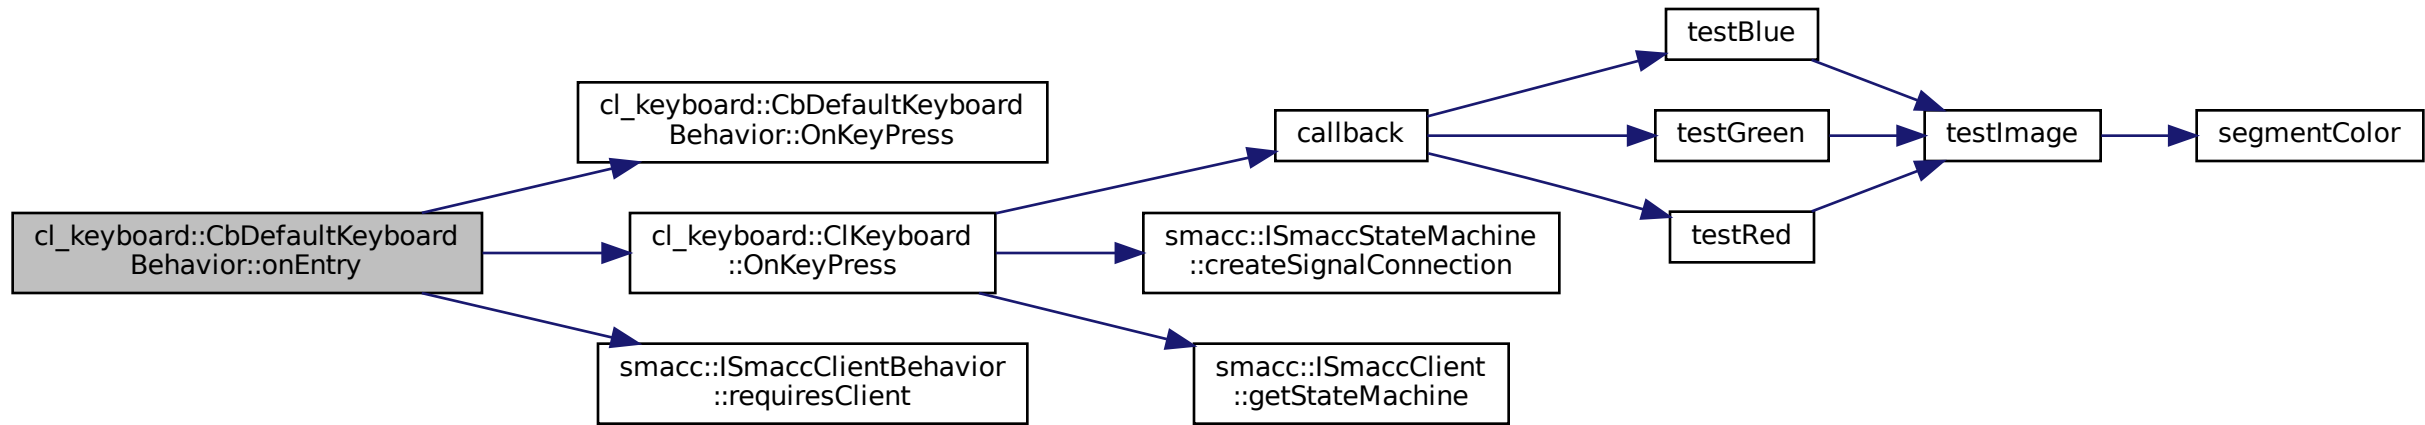 cl_keyboard::CbDefaultKeyboard
Behavior::onEntry
cl_keyboard::CbDefaultKeyboard
Behavior::OnKeyPress
cl_keyboard::ClKeyboard
::OnKeyPress
smacc::ISmaccClientBehavior
::requiresClient
callback
smacc::ISmaccStateMachine
::createSignalConnection
smacc::ISmaccClient
::getStateMachine
testBlue
testGreen
testRed
testImage
segmentColor